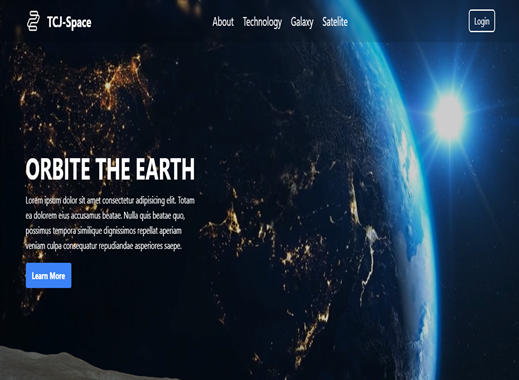 TCJ-Space
About Technology Galaxy Satelite
Login
ORBITE THE EARTH
Lorem ipsum dolor sit amet consectetur adipisicing elit. Totam
ea dolorem eius accusamus beatae. Nulla quis beatae quo,
possimus tempora similique dignissimos repellat aperiam
veniam culpa consequatur repudiandae asperiores saepe.
Learn More